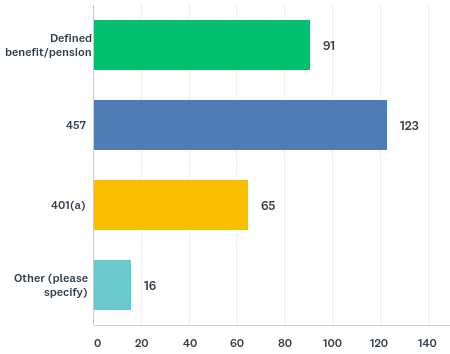 Defined
benefit/pension
91
457
123
401(a)
65
Other (please
specify)
16
0 20 40 60 80 100 120 140